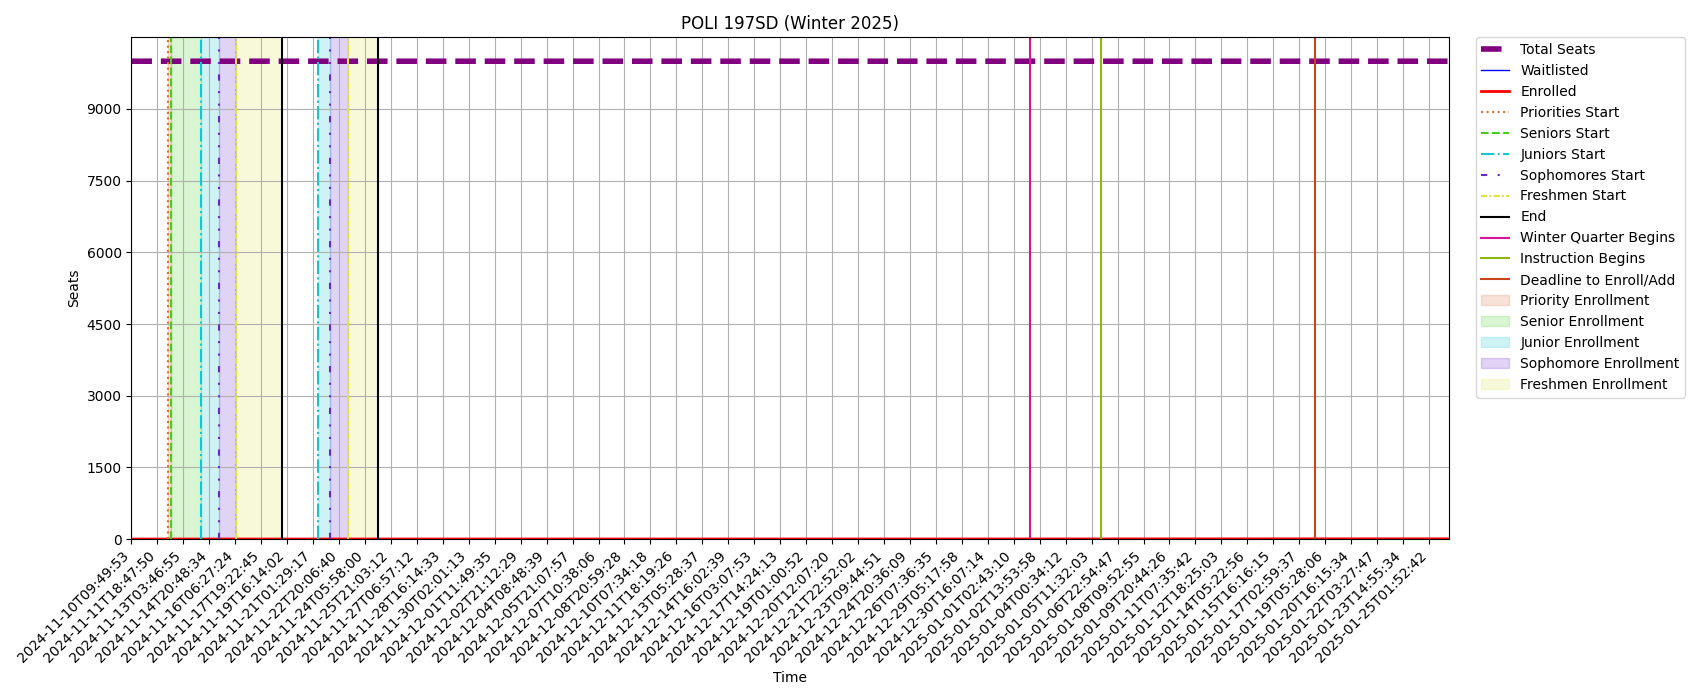 POLI 197SD (Winter 2025)
Seats
9000
7500
6000
4500
3000
1500
0
2024-11-10T09:49:53
2024-11-11T18:47:50
2024-11-13T03:46:55
2024-11-14T20:48:34
2024-11-16T06:27:24
2024-11-17T19:22:45
2024-11-19T16:14:02
2024-11-21T01:29:17
2024-11-22T20:06:40
2024-11-24T05:58:00
2024-11-25T21:03:12
2024-11-27T06:57:12
2024-11-28T16:14:33
2024-11-30T02:01:13
2024-12-01T11:49:35
2024-12-02T21:12:29
2024-12-04T08:48:39
2024-12-05T21:07:57
2024-12-07T10:38:06
2024-12-08T20:59:28
2024-12-10T07:34:18
2024-12-11T18:19:26
2024-12-13T05:28:37
2024-12-14T16:02:39
2024-12-16T03:07:53
2024-12-17T14:24:13
2024-12-19T01:00:52
2024-12-20T12:07:20
2024-12-21T22:52:02
2024-12-23T09:44:51
2024-12-24T20:36:09
2024-12-26T07:36:35
2024-12-29T05:17:58
2024-12-30T16:07:14
2025-01-01T02:43:10
2025-01-02T13:53:58
2025-01-04T00:34:12
2025-01-05T11:32:03
2025-01-06T22:54:47
2025-01-08T09:52:55
2025-01-09T20:44:26
2025-01-11T07:35:42
2025-01-12T18:25:03
2025-01-14T05:22:56
2025-01-15T16:16:15
2025-01-17T02:59:37
2025-01-19T05:28:06
2025-01-20T16:15:34
2025-01-22T03:27:47
2025-01-23T14:55:34
2025-01-25T01:52:42
Time
Total Seats
Waitlisted
Enrolled
Priorities Start
Seniors Start
Juniors Start
Sophomores Start
Freshmen Start
End
Winter Quarter Begins
Instruction Begins
Deadline to Enroll/Add
Priority Enrollment
Senior Enrollment
Junior Enrollment
Sophomore Enrollment
Freshmen Enrollment